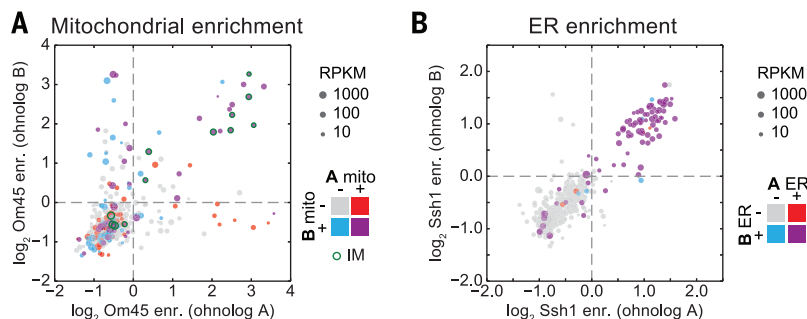 A Mitochondrial enrichment
log2 Om45 enr. (ohnolog B)
4
3
2
1
0
−1
−2
−2 −1 0 1 2 3 4
log2 Om45 enr. (ohnolog A)
RPKM
1000
100
10
A mito
- +
B mito
-
+
IM
B ER enrichment
log2 Ssh1 enr. (ohnolog B)
2.0
1.0
0.0
−1.0
−2.0
−2.0 −1.0 0.0 1.0 2.0
log2 Ssh1 enr. (ohnolog A)
RPKM
1000
100
10
A ER
- +
B ER
-
+